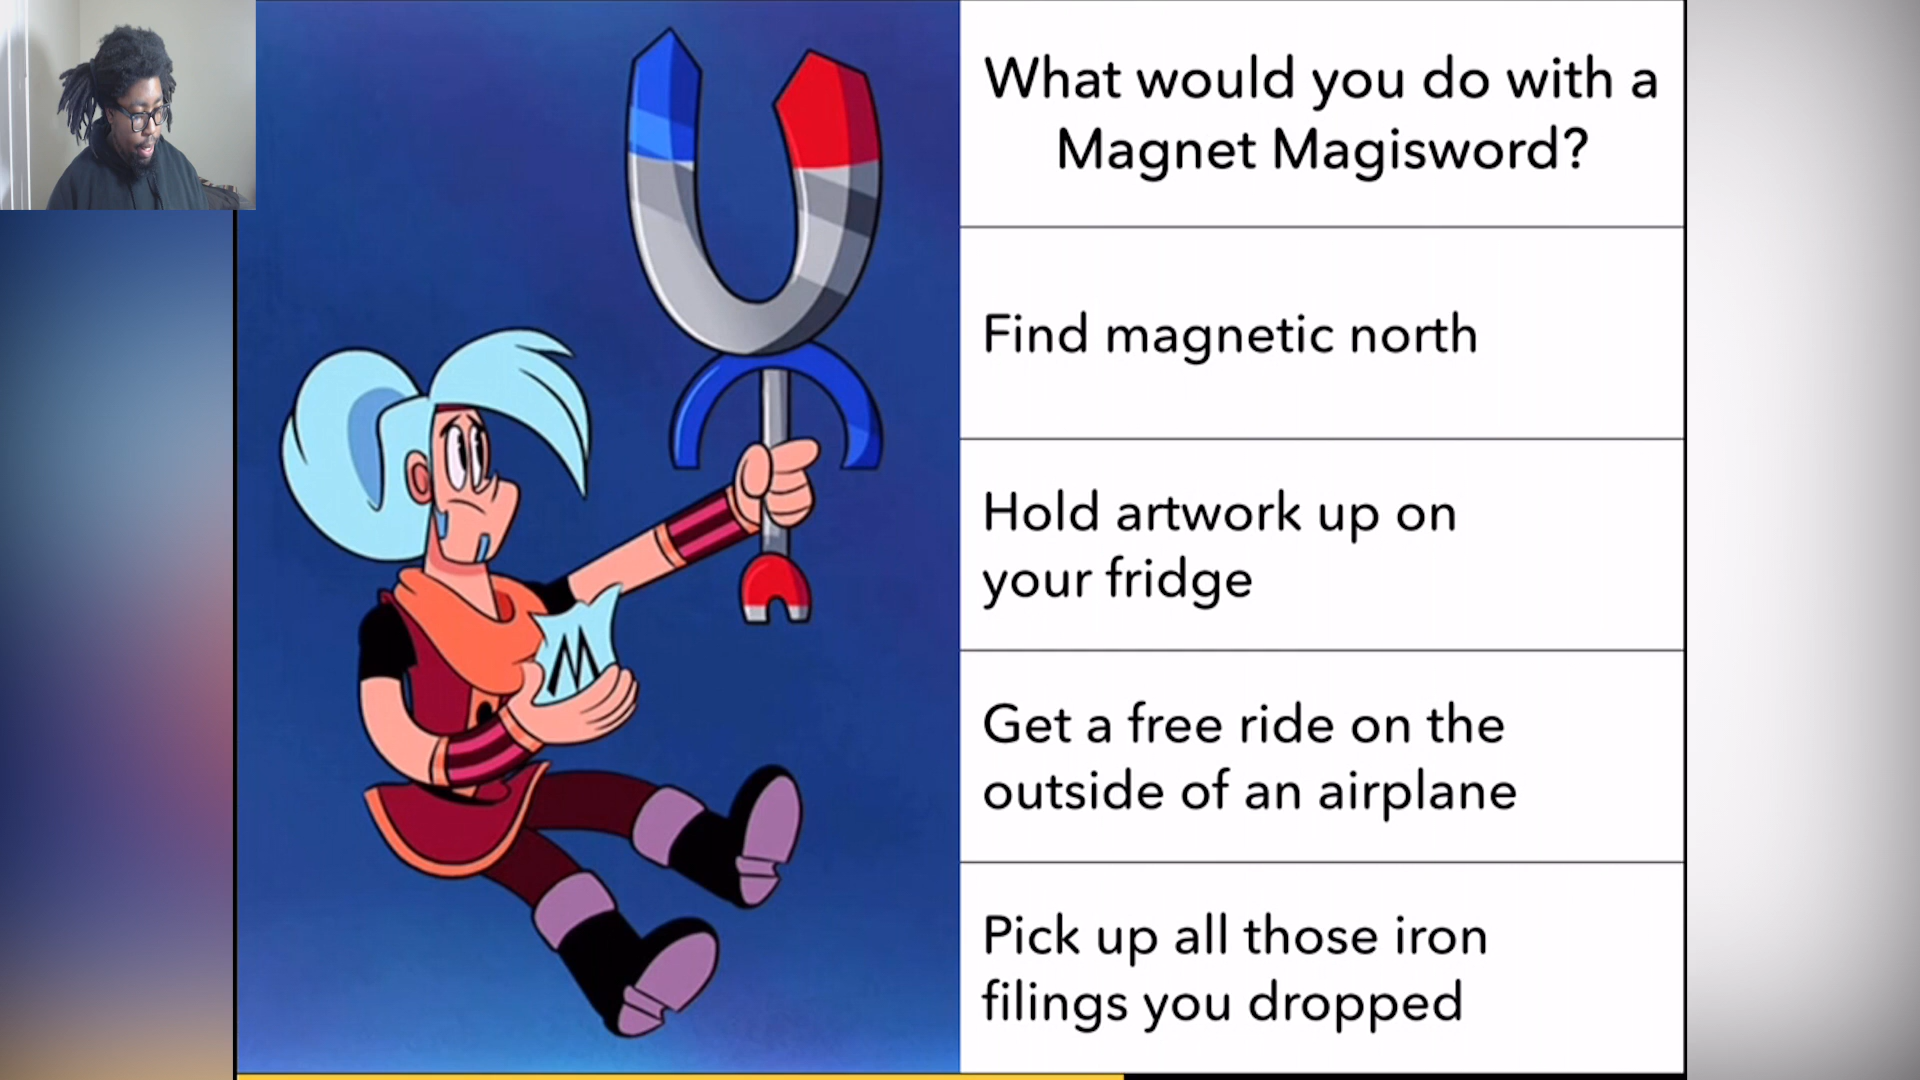 What would you do with a
Magnet Magisword?
Find magnetic north
Hold artwork up on
your fridge
M
Get a free ride on the
outside of an airplane
Pick up all those iron
filings you dropped